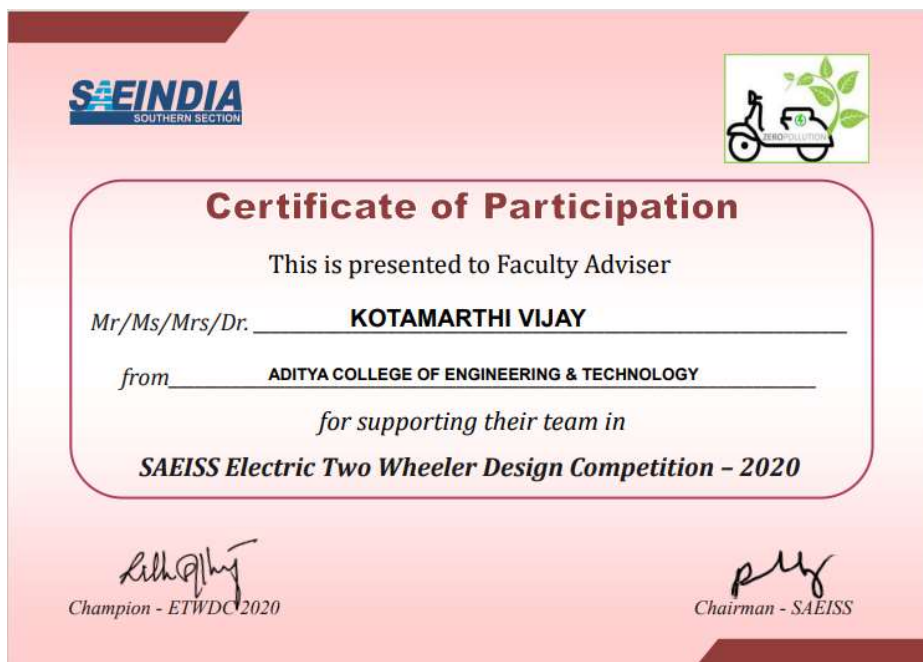 SAEINDIA
SOUTHERN SECTION
ZEROPOLLUTION
Certificate of Participation
This is presented to Faculty Adviser
Mr/Ms/Mrs/Dr. KOTAMARTHI VIJAY
from ADITYA COLLEGE OF ENGINEERING & TECHNOLOGY
for supporting their team in
SAEISS Electric Two Wheeler Design Competition – 2020
Champion - ETWDC 2020
Chairman - SAEISS